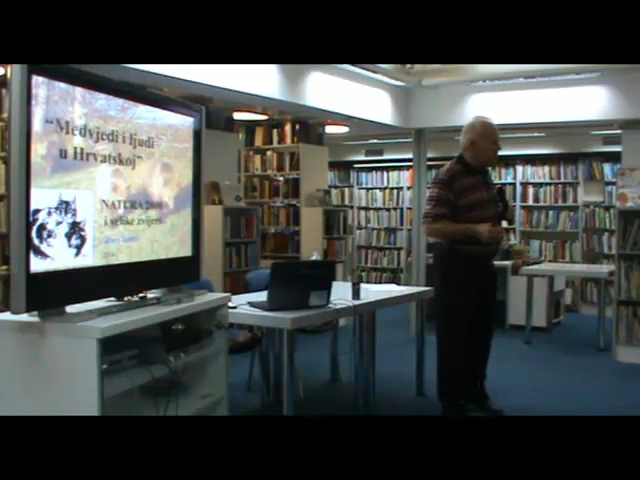 “Medvjedi i ljudi
u Hrvatskoj”
NATURA 2000
i velike zvijeri